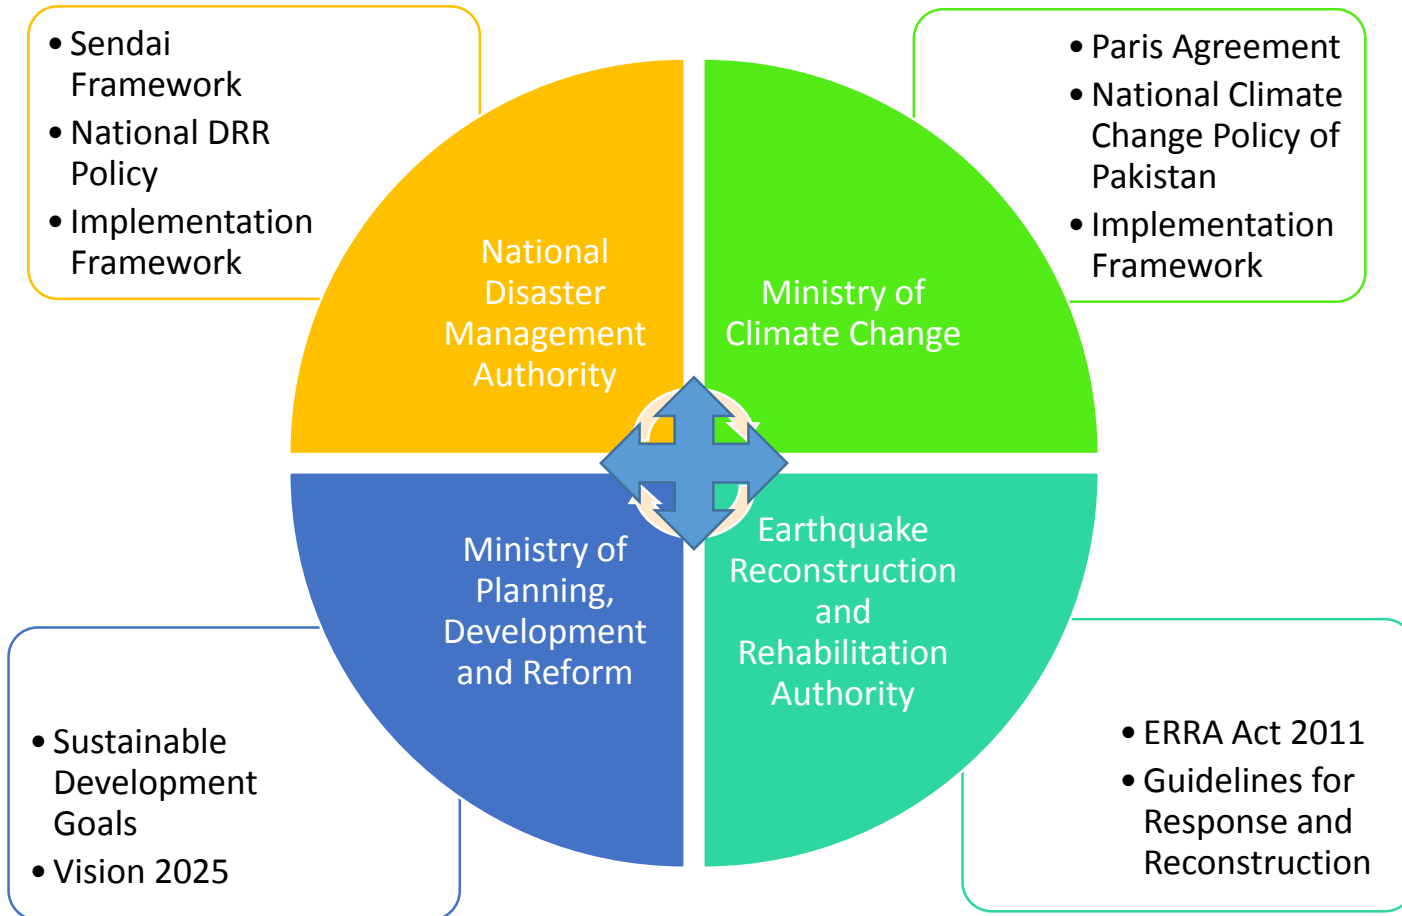 • Sendai
Framework
• National DRR
Policy
• Implementation
Framework
• Paris Agreement
• National Climate
Change Policy of
Pakistan
• Implementation
Framework
National
Disaster
Management
Authority
Ministry of
Climate Change
Ministry of
Planning,
Development
and Reform
Earthquake
Reconstruction
and
Rehabilitation
Authority
• Sustainable
Development
Goals
• Vision 2025
• ERRA Act 2011
• Guidelines for
Response and
Reconstruction